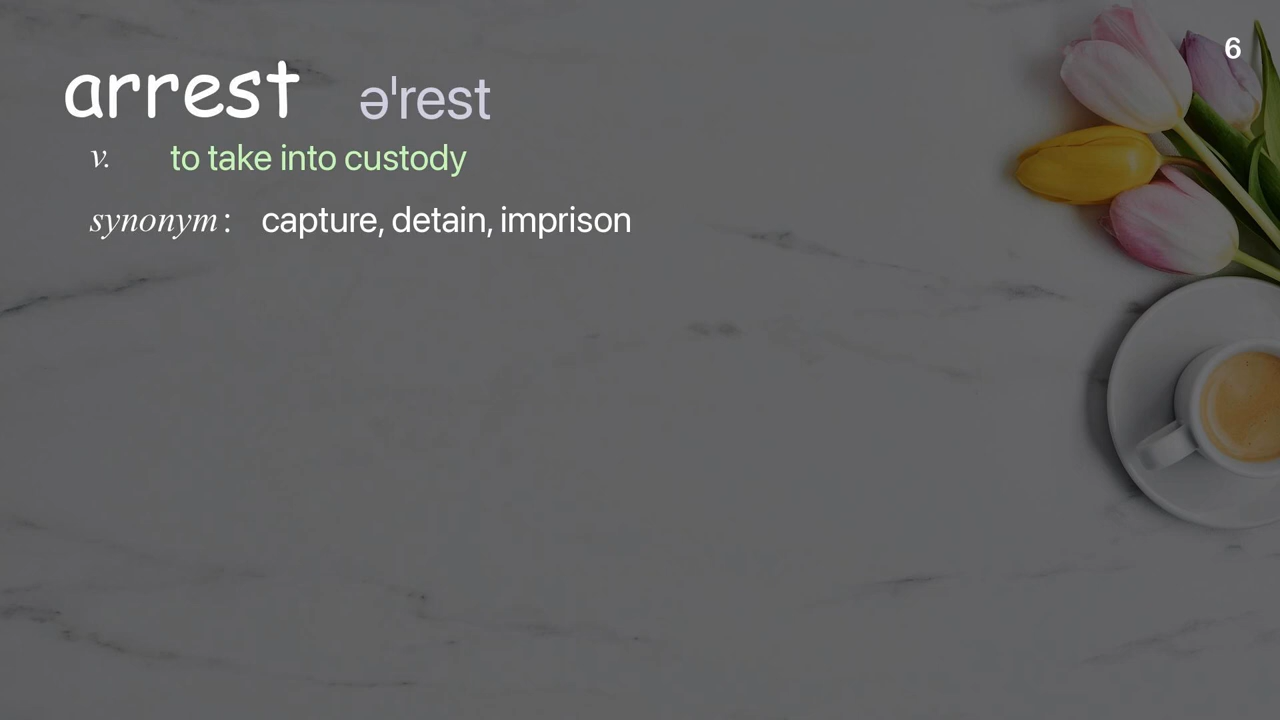 6
arrest əˈrest
v. to take into custody
synonym: capture, detain, imprison